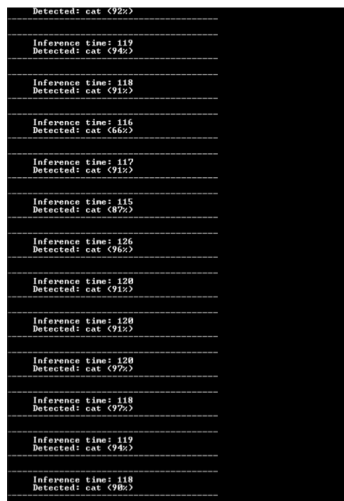 Detected: cat (92%)
Inference time: 119
Detected: cat (94%)
Inference time: 118
Detected: cat (91%)
Inference time: 116
Detected: cat (66%)
Inference time: 117
Detected: cat (91%)
Inference time: 115
Detected: cat (87%)
Inference time: 126
Detected: cat (96%)
Inference time: 120
Detected: cat (91%)
Inference time: 120
Detected: cat (91%)
Inference time: 120
Detected: cat (97%)
Inference time: 118
Detected: cat (97%)
Inference time: 119
Detected: cat (94%)
Inference time: 118
Detected: cat (90%)